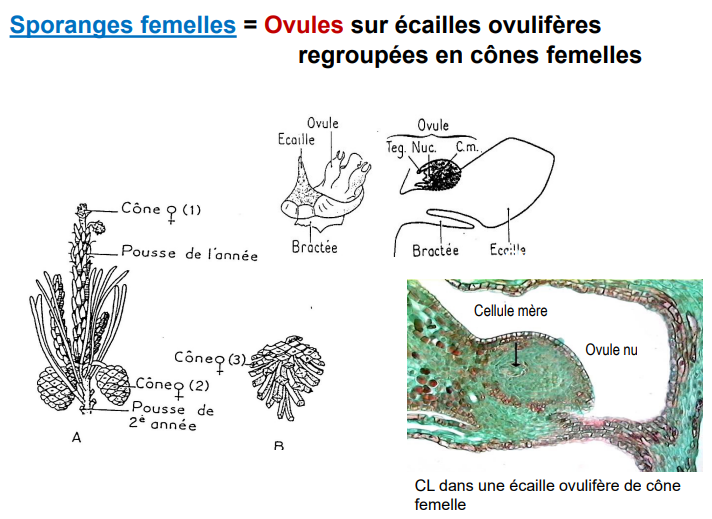 Sporanges femelles = Ovules sur écailles ovulifères
regroupées en cônes femelles
Ovule
Ecaille
Bractée
Ovule
Teg. Nuc. C.m.
Bractée Ecaille
Cône ♀ (1)
Pousse de l'année
Cône ♀ (3)
Cône ♀ (2)
Pousse de
2è année
A
B
Cellule mère
Ovule nu
CL dans une écaille ovulifère de cône
femelle